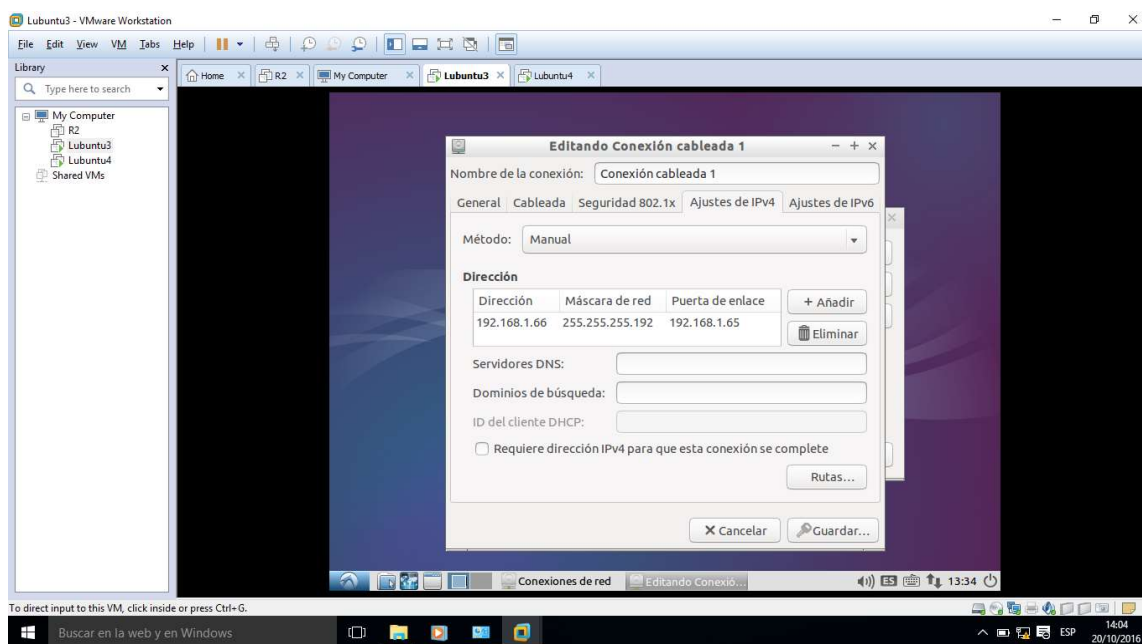 Lubuntu3 - VMware Workstation
File Edit View VM Tabs Help
Library
Type here to search
My Computer
R2
Lubuntu3
Lubuntu4
Shared VMs
Home R2 My Computer Lubuntu3 Lubuntu4
Editando Conexión cableada 1
Nombre de la conexión: Conexión cableada 1
General Cableada Seguridad 802.1x Ajustes de IPv4 Ajustes de IPv6
Método: Manual
Dirección
Dirección Máscara de red Puerta de enlace
192.168.1.66 255.255.255.192 192.168.1.65
+ Añadir
Eliminar
Servidores DNS:
Dominios de búsqueda:
ID del cliente DHCP:
Requiere dirección IPv4 para que esta conexión se complete
Rutas...
Cancelar Guardar...
Conexiones de red Editando Conexió... ES 13:34
To direct input to this VM, click inside or press Ctrl+G.
Buscar en la web y en Windows ESP 14:04
20/10/2016